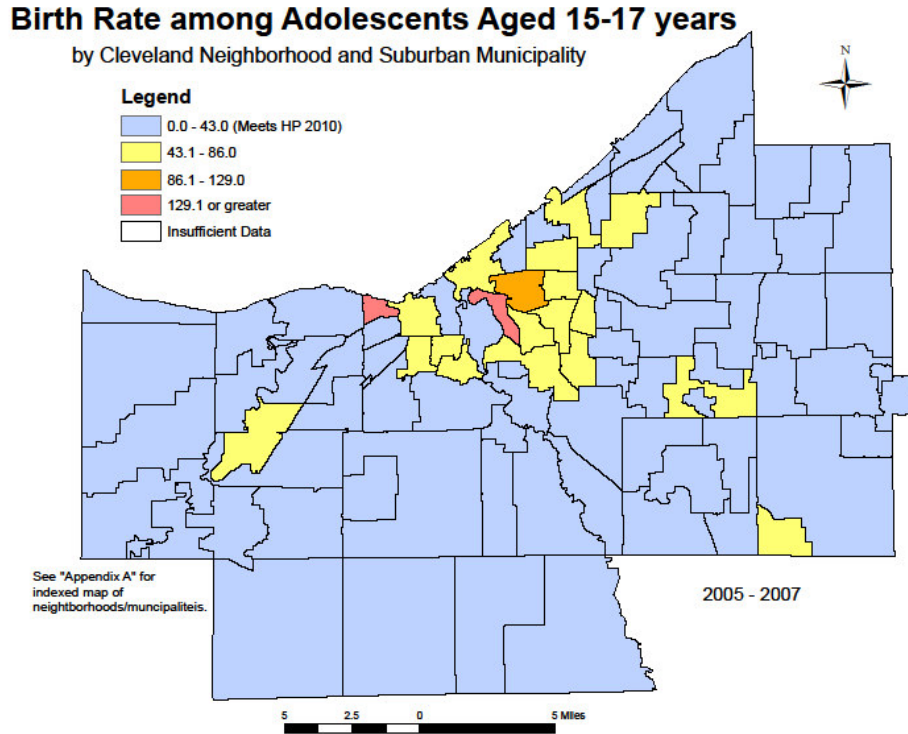 Birth Rate among Adolescents Aged 15-17 years
by Cleveland Neighborhood and Suburban Municipality
N
Legend
0.0 - 43.0 (Meets HP 2010)
43.1 - 86.0
86.1 - 129.0
129.1 or greater
Insufficient Data
See "Appendix A" for
indexed map of
neightborhoods/muncipaliteis.
2005 - 2007
5 2.5 0 5 Miles